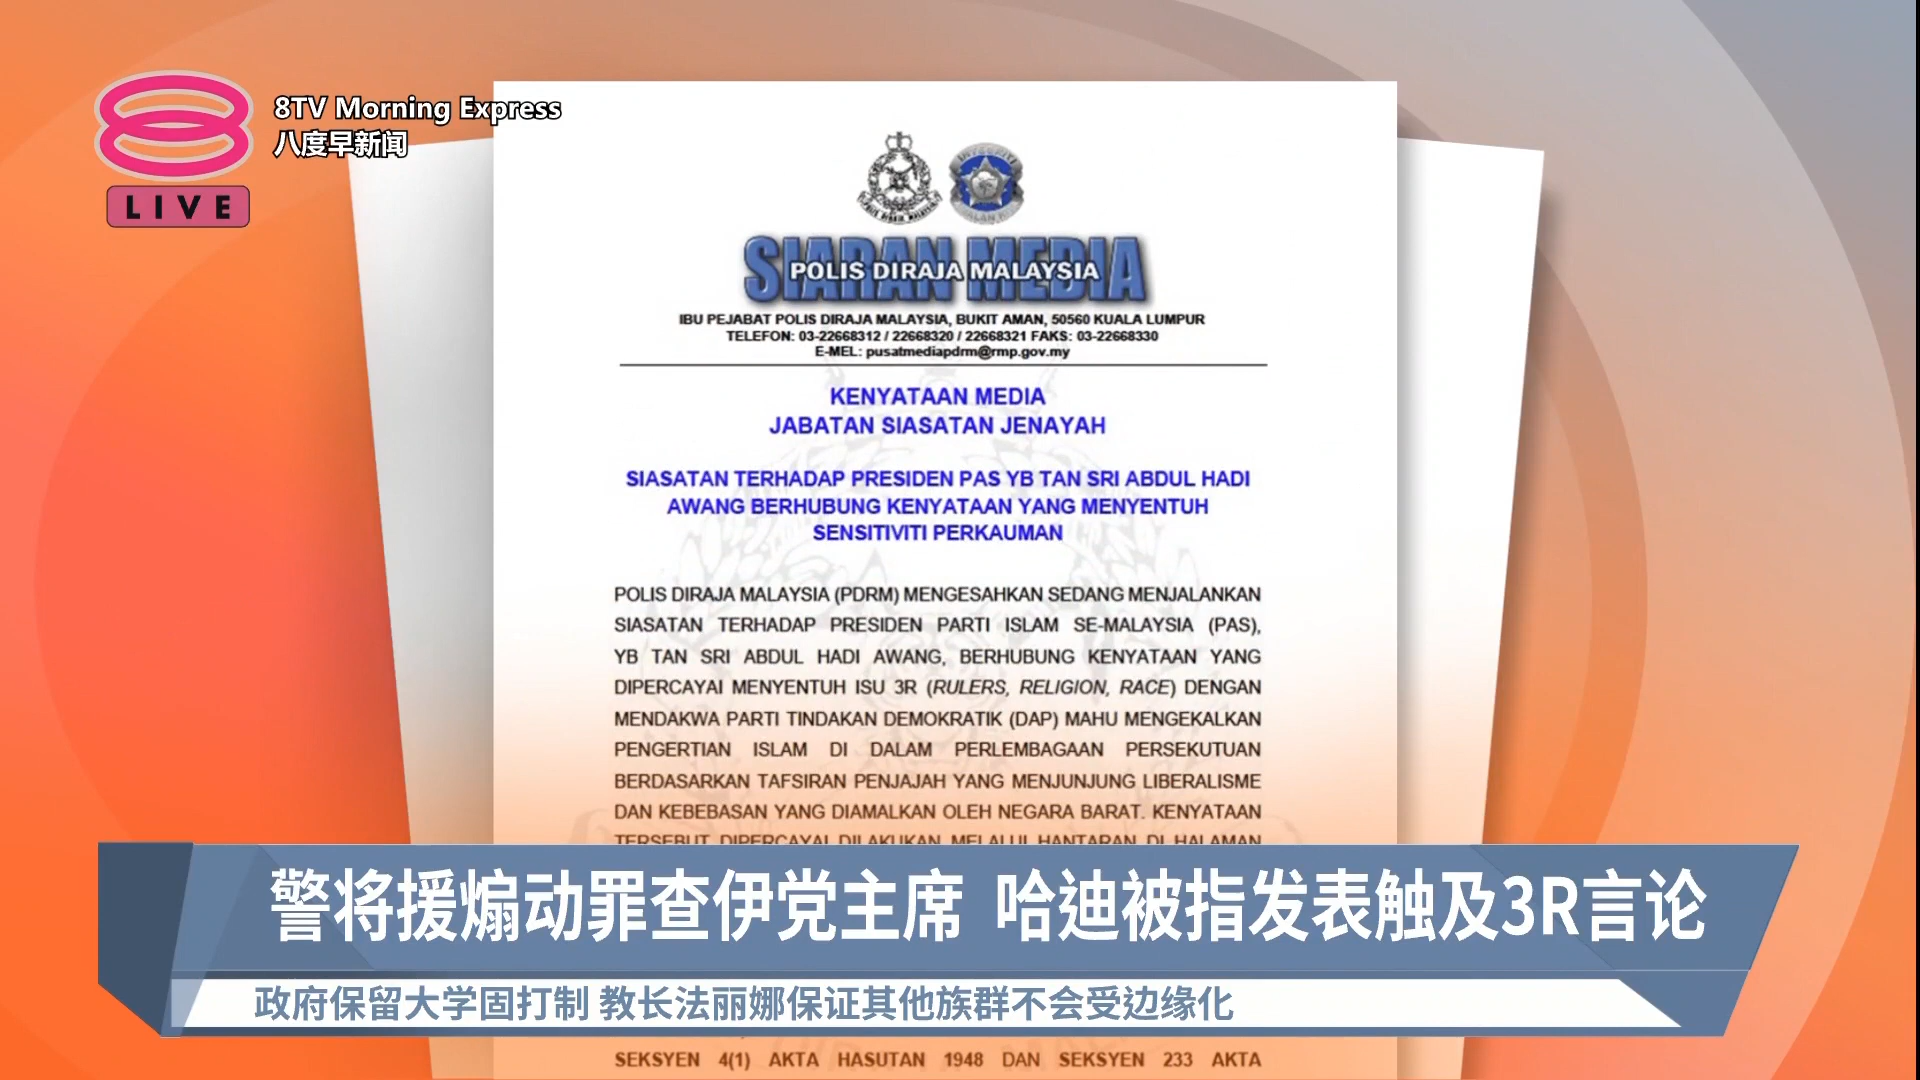 8TV Morning Express
八度早新闻
LIVE
SIARAN MEDIA
POLIS DIRAJA MALAYSIA
IBU PEJABAT POLIS DIRAJA MALAYSIA, BUKIT AMAN, 50560 KUALA LUMPUR
TELEFON: 03-22668312 / 22668320 / 22668321 FAKS: 03-22668330
E-MEL: pusatmediapdrm@rmp.gov.my
KENYATAAN MEDIA
JABATAN SIASATAN JENAYAH
SIASATAN TERHADAP PRESIDEN PAS YB TAN SRI ABDUL HADI
AWANG BERHUBUNG KENYATAAN YANG MENYENTUH
SENSITIVITI PERKAUMAN
POLIS DIRAJA MALAYSIA (PDRM) MENGESAHKAN SEDANG MENJALANKAN
SIASATAN TERHADAP PRESIDEN PARTI ISLAM SE-MALAYSIA (PAS),
YB TAN SRI ABDUL HADI AWANG, BERHUBUNG KENYATAAN YANG
DIPERCAYAI MENYENTUH ISU 3R (RULERS, RELIGION, RACE) DENGAN
MENDAKWA PARTI TINDAKAN DEMOKRATIK (DAP) MAHU MENGEKALKAN
PENGERTIAN ISLAM DI DALAM PERLEMBAGAAN PERSEKUTUAN
BERDASARKAN TAFSIRAN PENJAJAH YANG MENJUNJUNG LIBERALISME
DAN KEBEBASAN YANG DIAMALKAN OLEH NEGARA BARAT. KENYATAAN
TERSEBUT DIPERCAYAI DILAKUKAN MELALUI HANTARAN DI HALAMAN
警将援煽动罪查伊党主席 哈迪被指发表触及3R言论
政府保留大学固打制 教长法丽娜保证其他族群不会受边缘化
SEKSYEN 4(1) AKTA HASUTAN 1948 DAN SEKSYEN 233 AKTA